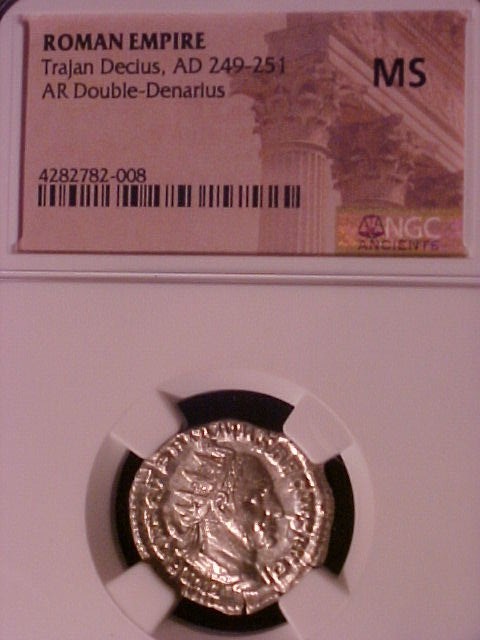 ROMAN EMPIRE
Trajan Decius, AD 249-251
AR Double-Denarius
MS
4282782-008
NGC
ANCIENTS